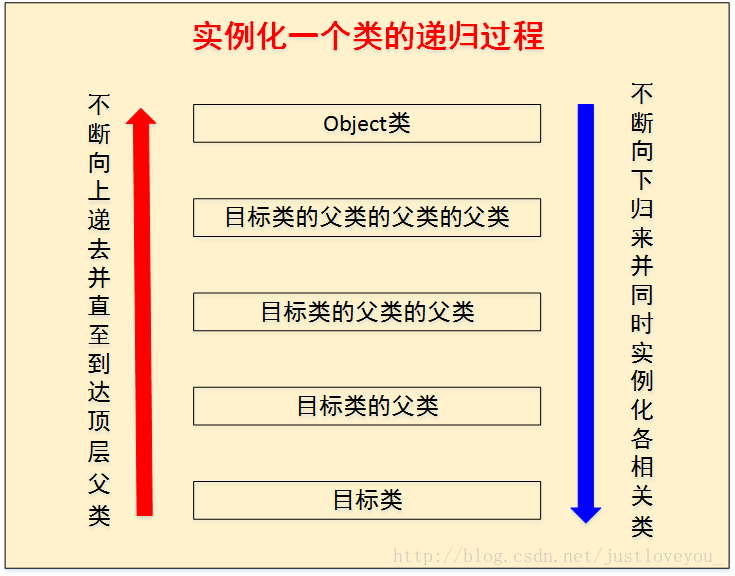 实例化一个类的递归过程
不断向上递去并直至到达顶层父类
Object类
目标类的父类的父类的父类
目标类的父类的父类
目标类的父类
目标类
不断向下归来并同时实例化各相关类
http://blog.csdn.net/justloveyou_